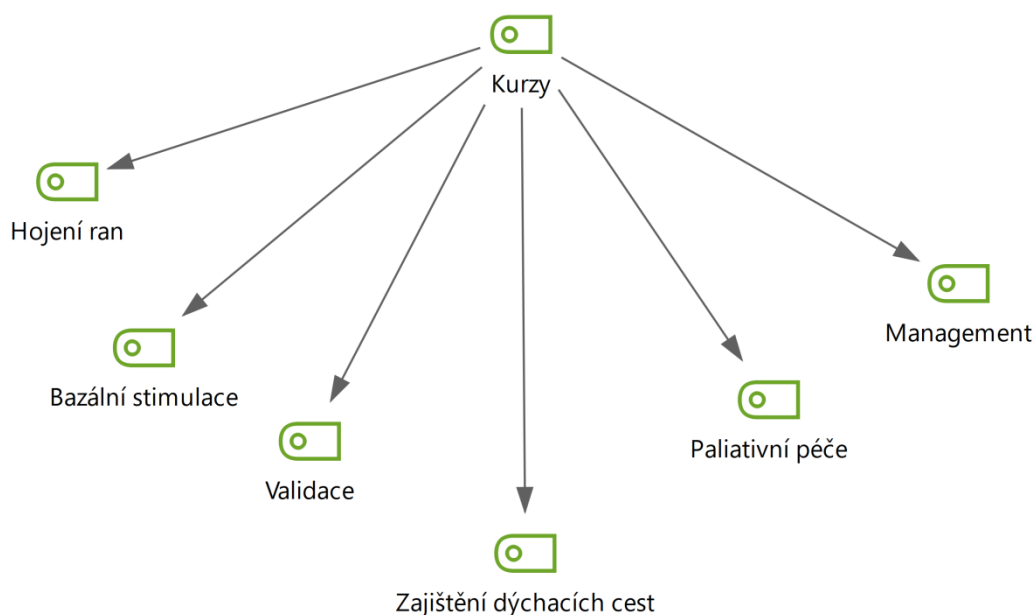 Kurzy
Hojení ran
Management
Bazální stimulace
Paliativní péče
Validace
Zajištění dýchacích cest